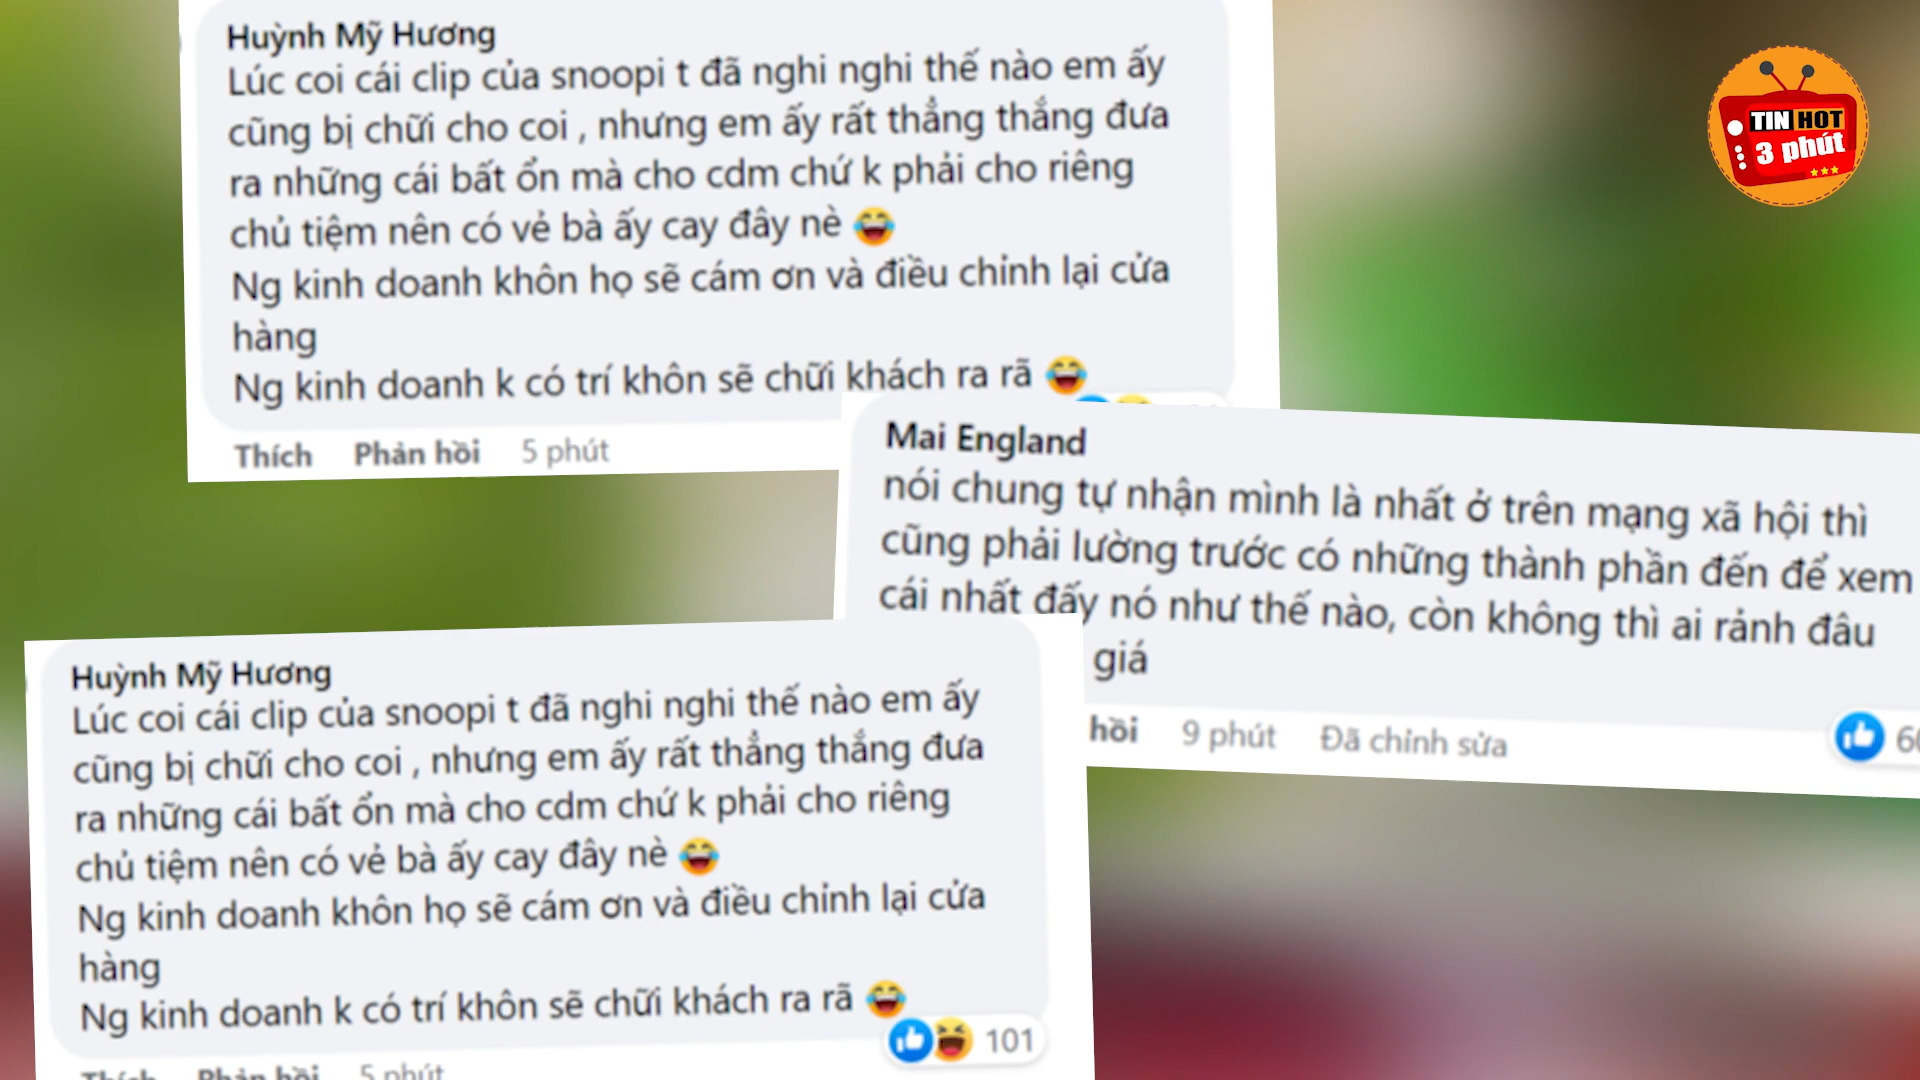 Huỳnh Mỹ Hương
Lúc coi cái clip của snoopi t đã nghi nghi thế nào em ấy
cũng bị chữi cho coi , nhưng em ấy rất thẳng thắng đưa
ra những cái bất ổn mà cho cdm chứ k phải cho riêng
chủ tiệm nên có vẻ bà ấy cay đây nè 😂
Ng kinh doanh khôn họ sẽ cám ơn và điều chỉnh lại cửa
hàng
Ng kinh doanh k có trí khôn sẽ chữi khách ra rã 😂
Thích Phản hồi 5 phút
TIN HOT
3 phút
Mai England
nói chung tự nhận mình là nhất ở trên mạng xã hội thì
cũng phải lường trước có những thành phần đến để xem
cái nhất đấy nó như thế nào, còn không thì ai rảnh đâu
giá
hồi 9 phút Đã chỉnh sửa
Huỳnh Mỹ Hương
Lúc coi cái clip của snoopi t đã nghi nghi thế nào em ấy
cũng bị chữi cho coi , nhưng em ấy rất thẳng thắng đưa
ra những cái bất ổn mà cho cdm chứ k phải cho riêng
chủ tiệm nên có vẻ bà ấy cay đây nè 😂
Ng kinh doanh khôn họ sẽ cám ơn và điều chỉnh lại cửa
hàng
Ng kinh doanh k có trí khôn sẽ chữi khách ra rã 😂
101
Thích Phản hồi 5 phút